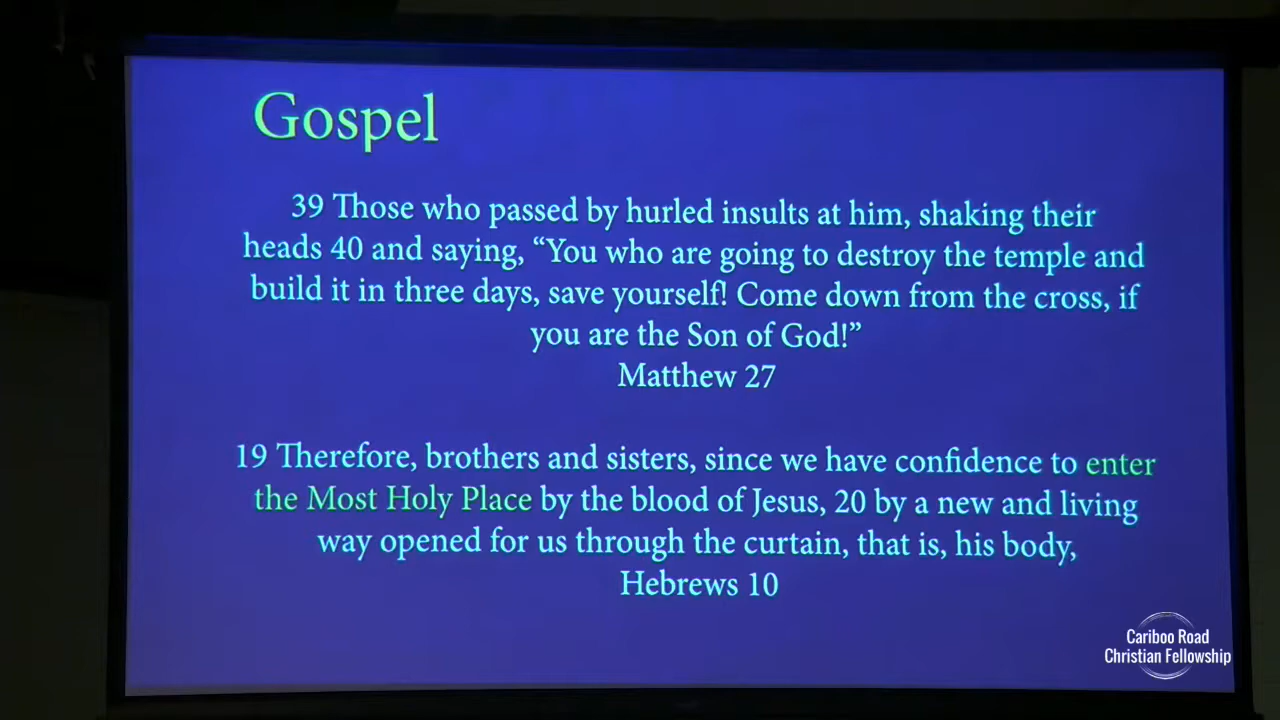 Gospel
39 Those who passed by hurled insults at him, shaking their
heads 40 and saying, “You who are going to destroy the temple and
build it in three days, save yourself! Come down from the cross, if
you are the Son of God!”
Matthew 27
19 Therefore, brothers and sisters, since we have confidence to enter
the Most Holy Place by the blood of Jesus, 20 by a new and living
way opened for us through the curtain, that is, his body,
Hebrews 10
Cariboo Road
Christian Fellowship